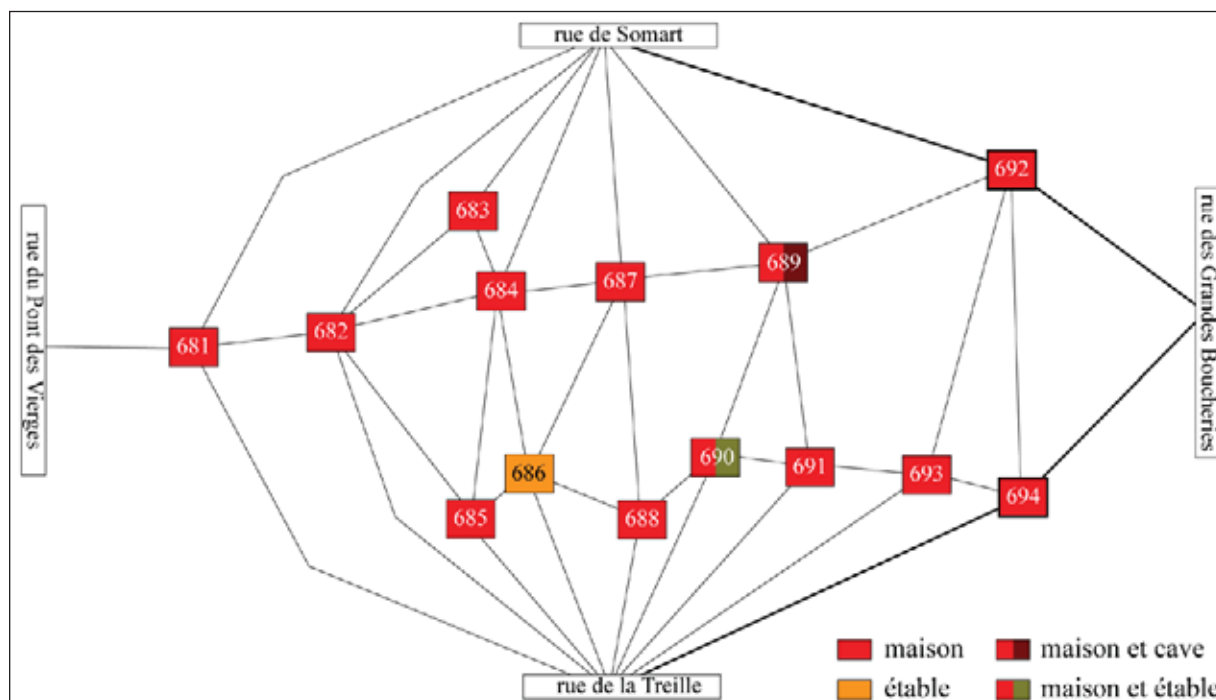 rue de Somart
692
rue des Grandes Boucheries
683
689
687
684
682
681
rue du Pont des Vierges
690
691
686
693
694
685
688
maison
maison et cave
étable
maison et étable
rue de la Treille